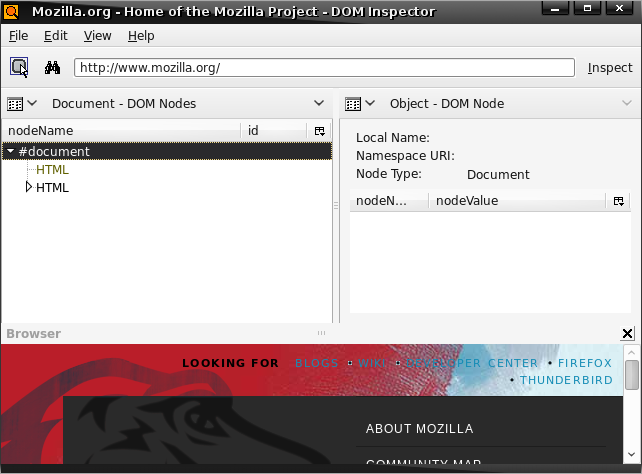 Mozilla.org - Home of the Mozilla Project - DOM Inspector
File Edit View Help
http://www.mozilla.org/ Inspect
Document - DOM Nodes
nodeName id
#document
HTML
HTML
Object - DOM Node
Local Name:
Namespace URI:
Node Type: Document
nodeN... nodeValue
Browser
LOOKING FOR BLOGS WIKI DEVELOPER CENTER • FIREFOX
• THUNDERBIRD
ABOUT MOZILLA
COMMUNITY MAP